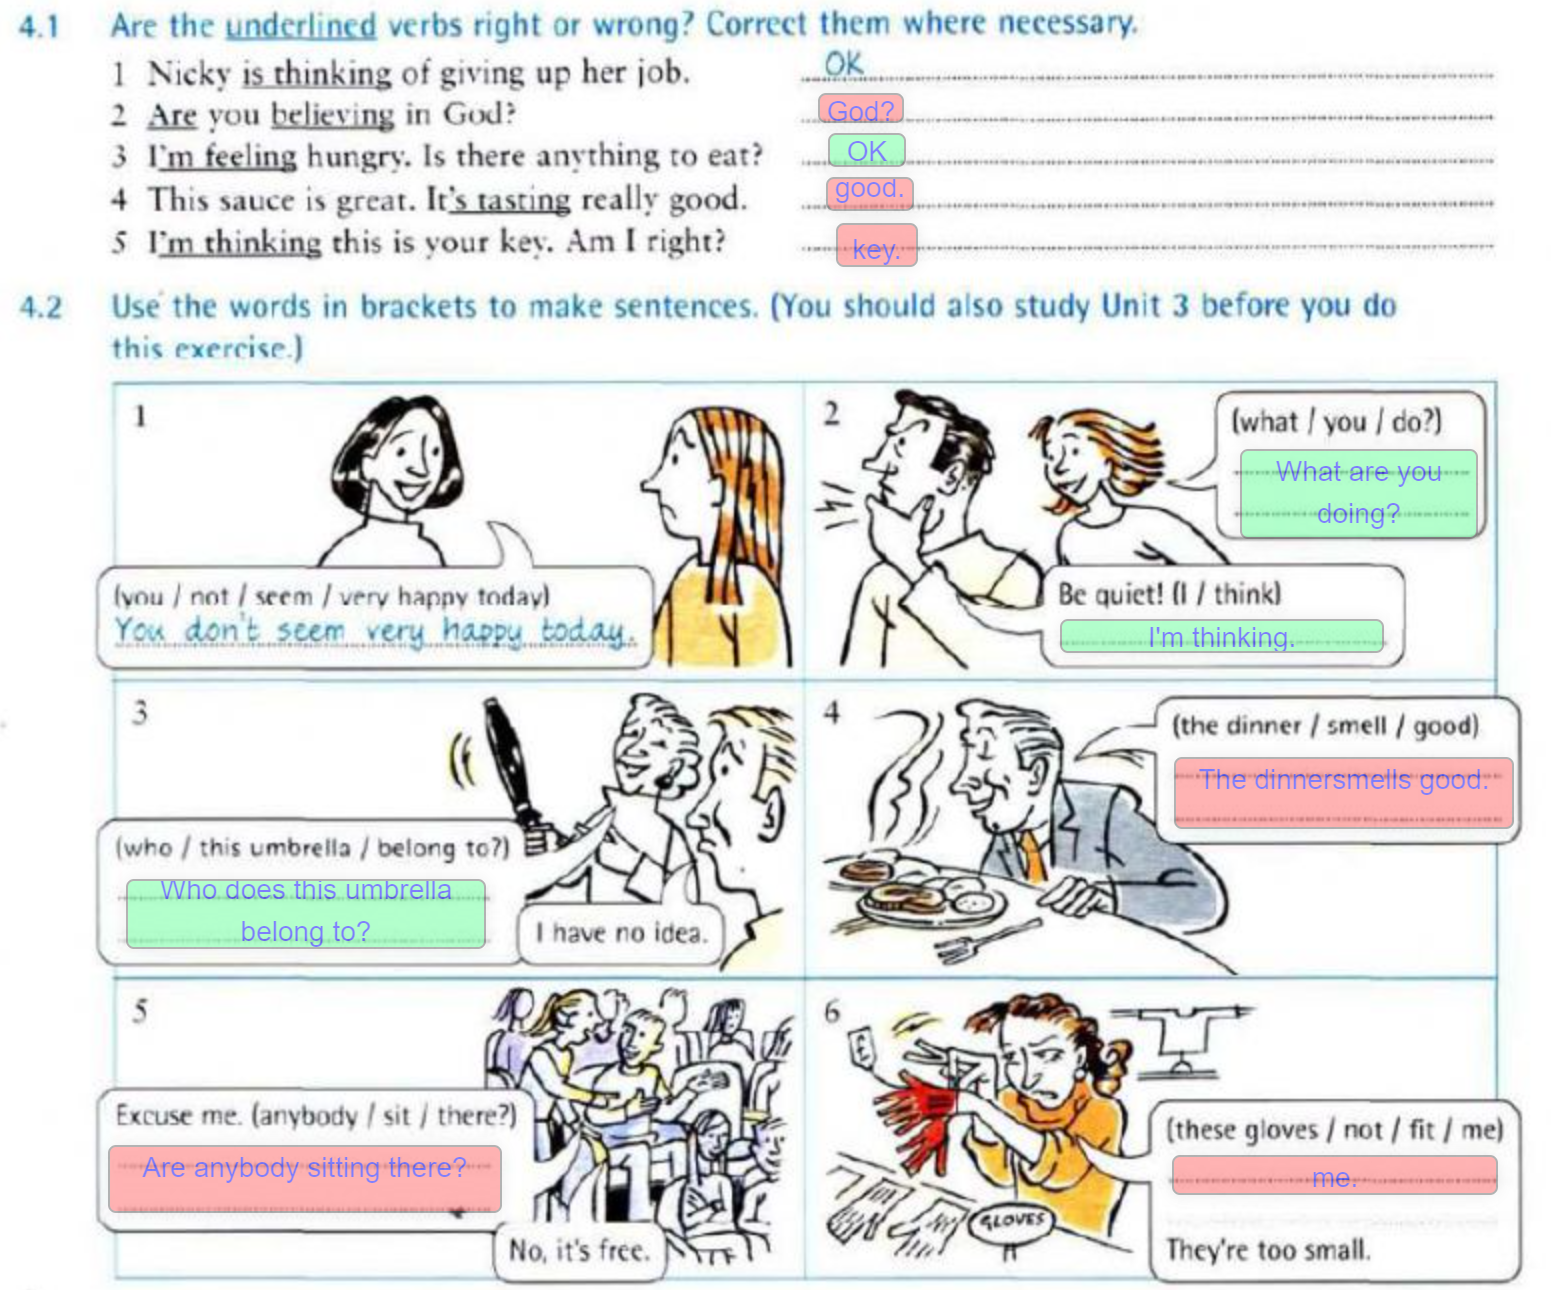 4.1 Are the underlined verbs right or wrong? Correct them where necessary.
1 Nicky is thinking of giving up her job. OK
2 Are you believing in God? God?
3 I'm feeling hungry. Is there anything to eat? OK
4 This sauce is great. It's tasting really good. good.
5 I'm thinking this is your key. Am I right? key.
4.2 Use the words in brackets to make sentences. (You should also study Unit 3 before you do
this exercise.)
1
(you / not / seem / very happy today)
You don't seem very happy today.
2
(what / you / do?)
What are you
doing?
Be quiet! (I / think)
I'm thinking.
3
(who / this umbrella / belong to?)
Who does this umbrella
belong to?
I have no idea.
4
(the dinner / smell / good)
The dinnersmells good.
5
Excuse me. (anybody / sit / there?)
Are anybody sitting there?
No, it's free.
6
£
GLOVES
(these gloves / not / fit / me)
me.
They're too small.